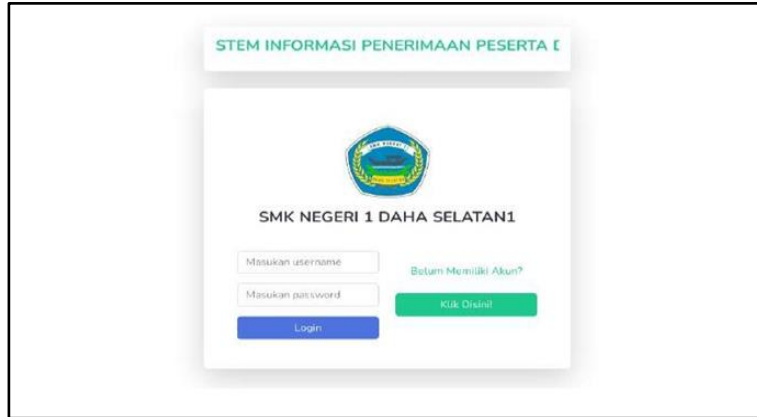 STEM INFORMASI PENERIMAAN PESERTA D
SMK NEGERI 1 DAHA SELATAN1
Masukan username
Masukan password
Login
Belum Memiliki Akun?
Klik Disini!